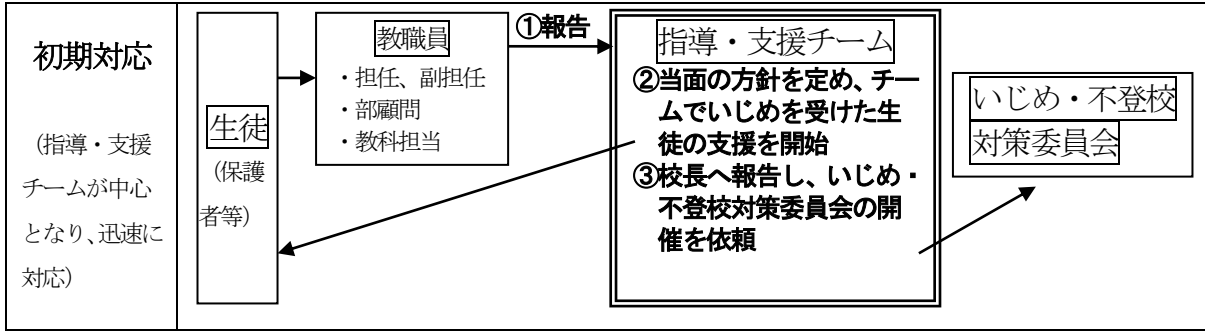 初期対応
（指導・支援
チームが中心
となり、迅速に
対応）
生徒
（保護
者等）
教職員
・担任、副担任
・部顧問
・教科担当
①報告
指導・支援チーム
②当面の方針を定め、チー
ムでいじめを受けた生
徒の支援を開始
③校長へ報告し、いじめ・
不登校対策委員会の開
催を依頼
いじめ・不登校
対策委員会